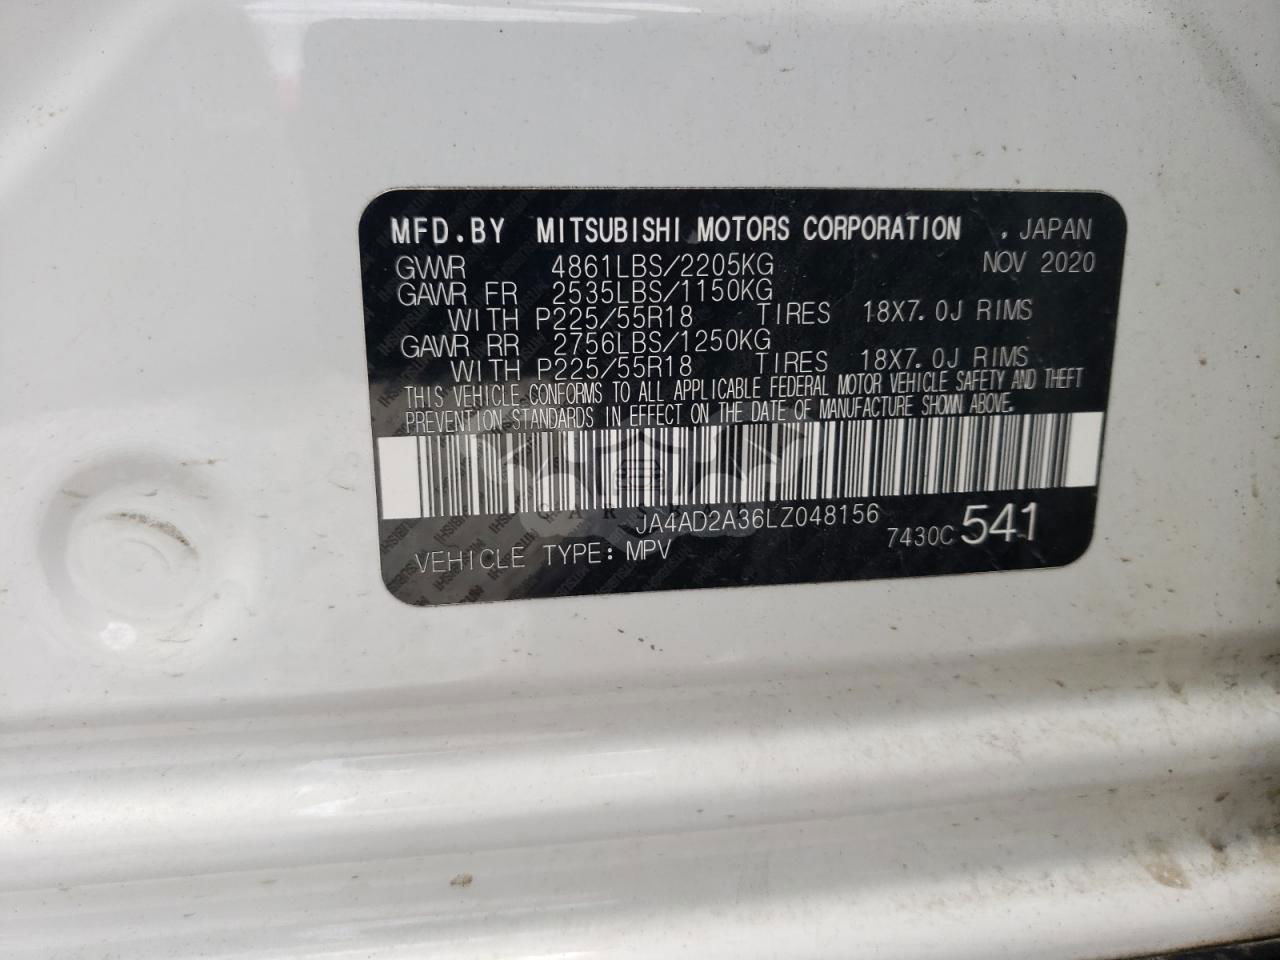 MFD.BY MITSUBISHI MOTORS CORPORATION , JAPAN
GVWR 4861LBS/2205KG NOV 2020
GAWR FR 2535LBS/1150KG
WITH P225/55R18 TIRES 18X7.0J RIMS
GAWR RR 2756LBS/1250KG
WITH P225/55R18 TIRES 18X7.0J RIMS
THIS VEHICLE CONFORMS TO ALL APPLICABLE FEDERAL MOTOR VEHICLE SAFETY AND THEFT
PREVENTION STANDARDS IN EFFECT ON THE DATE OF MANUFACTURE SHOWN ABOVE.
JA4AD2A36LZ048156
7430C 541
VEHICLE TYPE: MPV